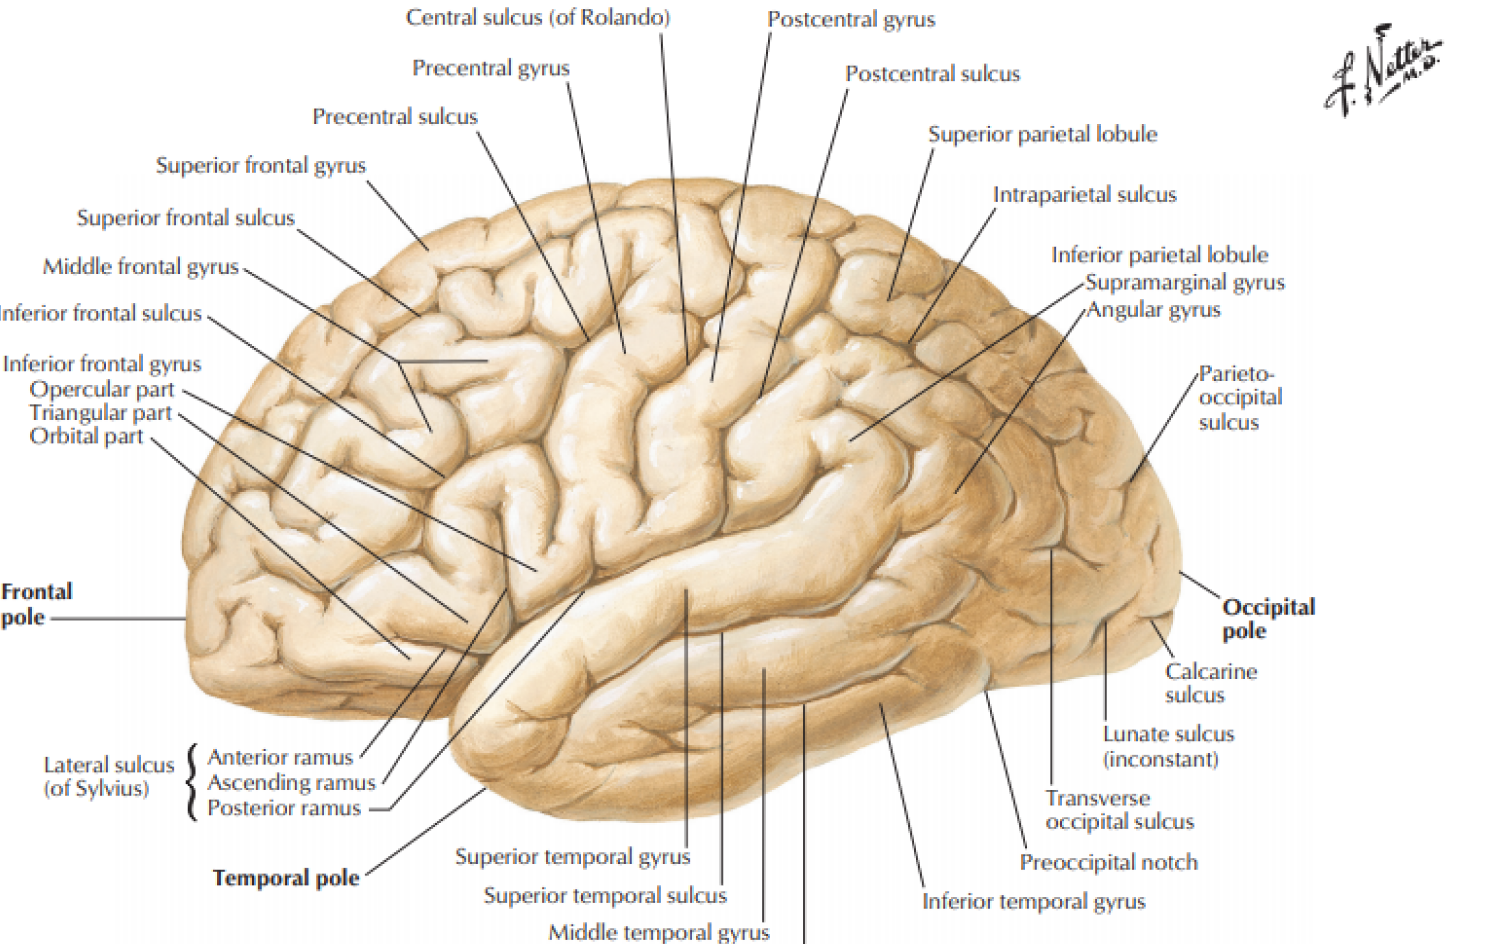 Central sulcus (of Rolando)
Postcentral gyrus
F. Netter
M.D.
Precentral gyrus
Postcentral sulcus
Precentral sulcus
Superior parietal lobule
Superior frontal gyrus
Intraparietal sulcus
Superior frontal sulcus
Middle frontal gyrus
Inferior parietal lobule
Supramarginal gyrus
Angular gyrus
Inferior frontal sulcus
Inferior frontal gyrus
Opercular part
Triangular part
Orbital part
Parieto-
occipital
sulcus
Frontal
pole
Occipital
pole
Calcarine
sulcus
Lunate sulcus
(inconstant)
Transverse
occipital sulcus
Preoccipital notch
Inferior temporal gyrus
Lateral sulcus
(of Sylvius)
Anterior ramus
Ascending ramus
Posterior ramus
Temporal pole
Superior temporal gyrus
Superior temporal sulcus
Middle temporal gyrus